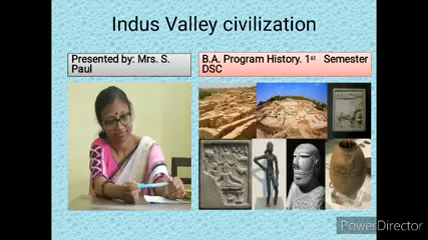 Indus Valley civilization
Presented by: Mrs. S.
Paul
B.A. Program History. 1st Semester
DSC
PowerDirector